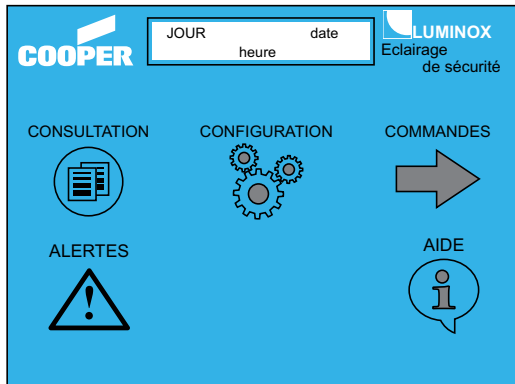 COOPER
JOUR date
heure
LUMINOX
Eclairage
de sécurité
CONSULTATION
CONFIGURATION
COMMANDES
ALERTES
AIDE